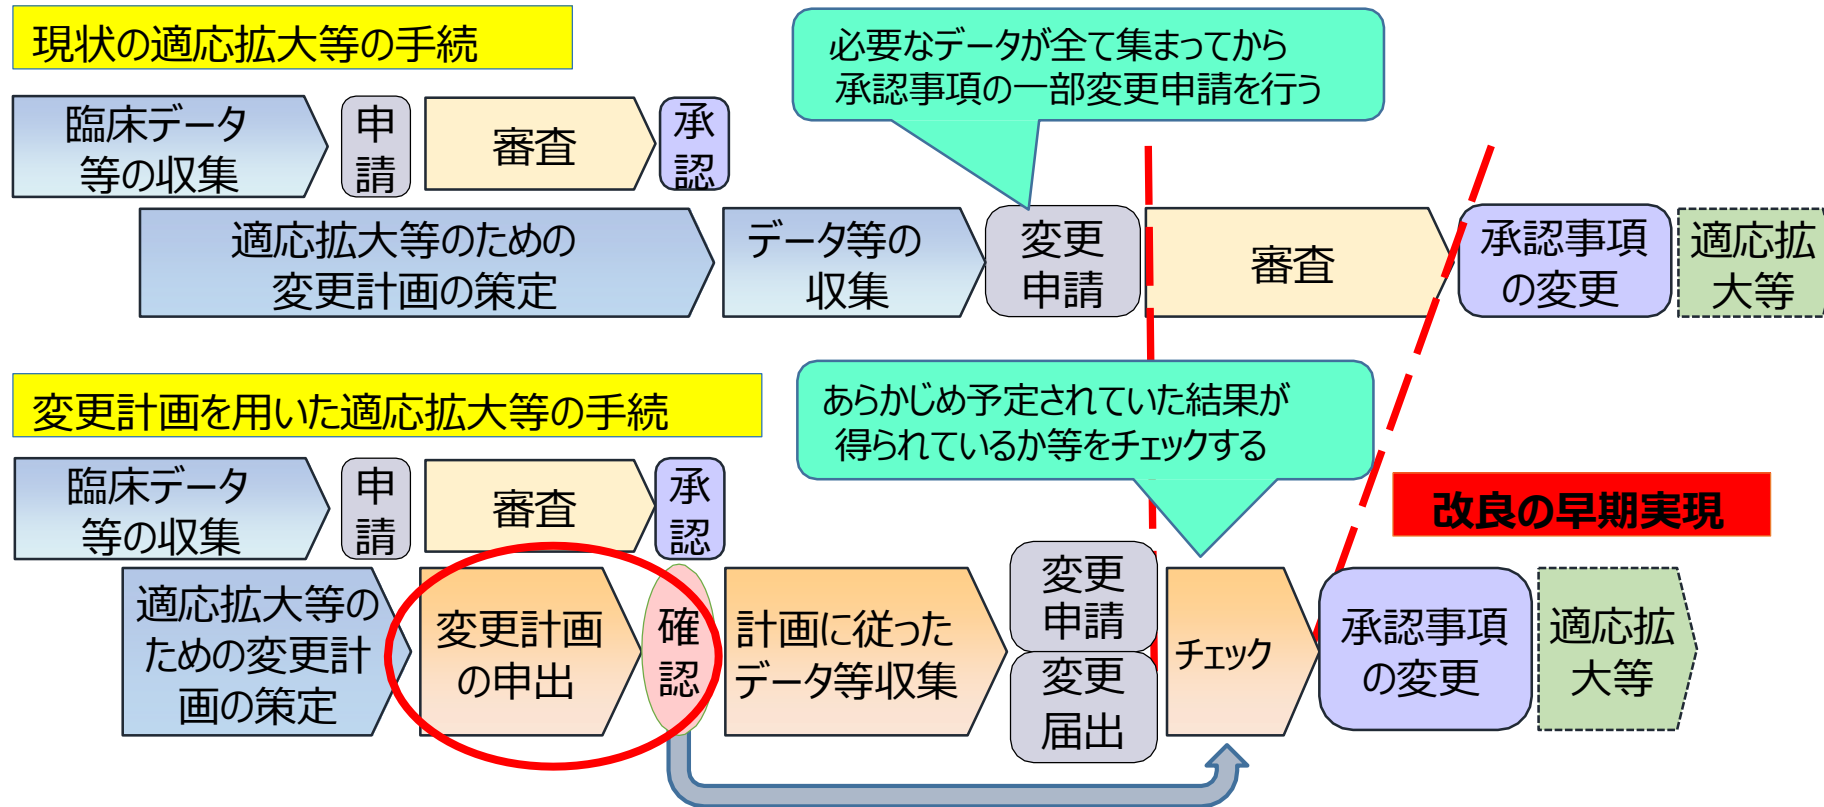 現状の適応拡大等の手続
必要なデータが全て集まってから
承認事項の一部変更申請を行う
臨床データ
等の収集
申
請
審査
承
認
適応拡大等のための
変更計画の策定
データ等の
収集
変更
申請
審査
承認事項
の変更
適応拡
大等
変更計画を用いた適応拡大等の手続
あらかじめ予定されていた結果が
得られているか等をチェックする
臨床データ
等の収集
申
請
審査
承
認
改良の早期実現
適応拡大等の
ための変更計
画の策定
変更計画
の申出
確
認
計画に従った
データ等収集
変更
申請
変更
届出
チェック
承認事項
の変更
適応拡
大等